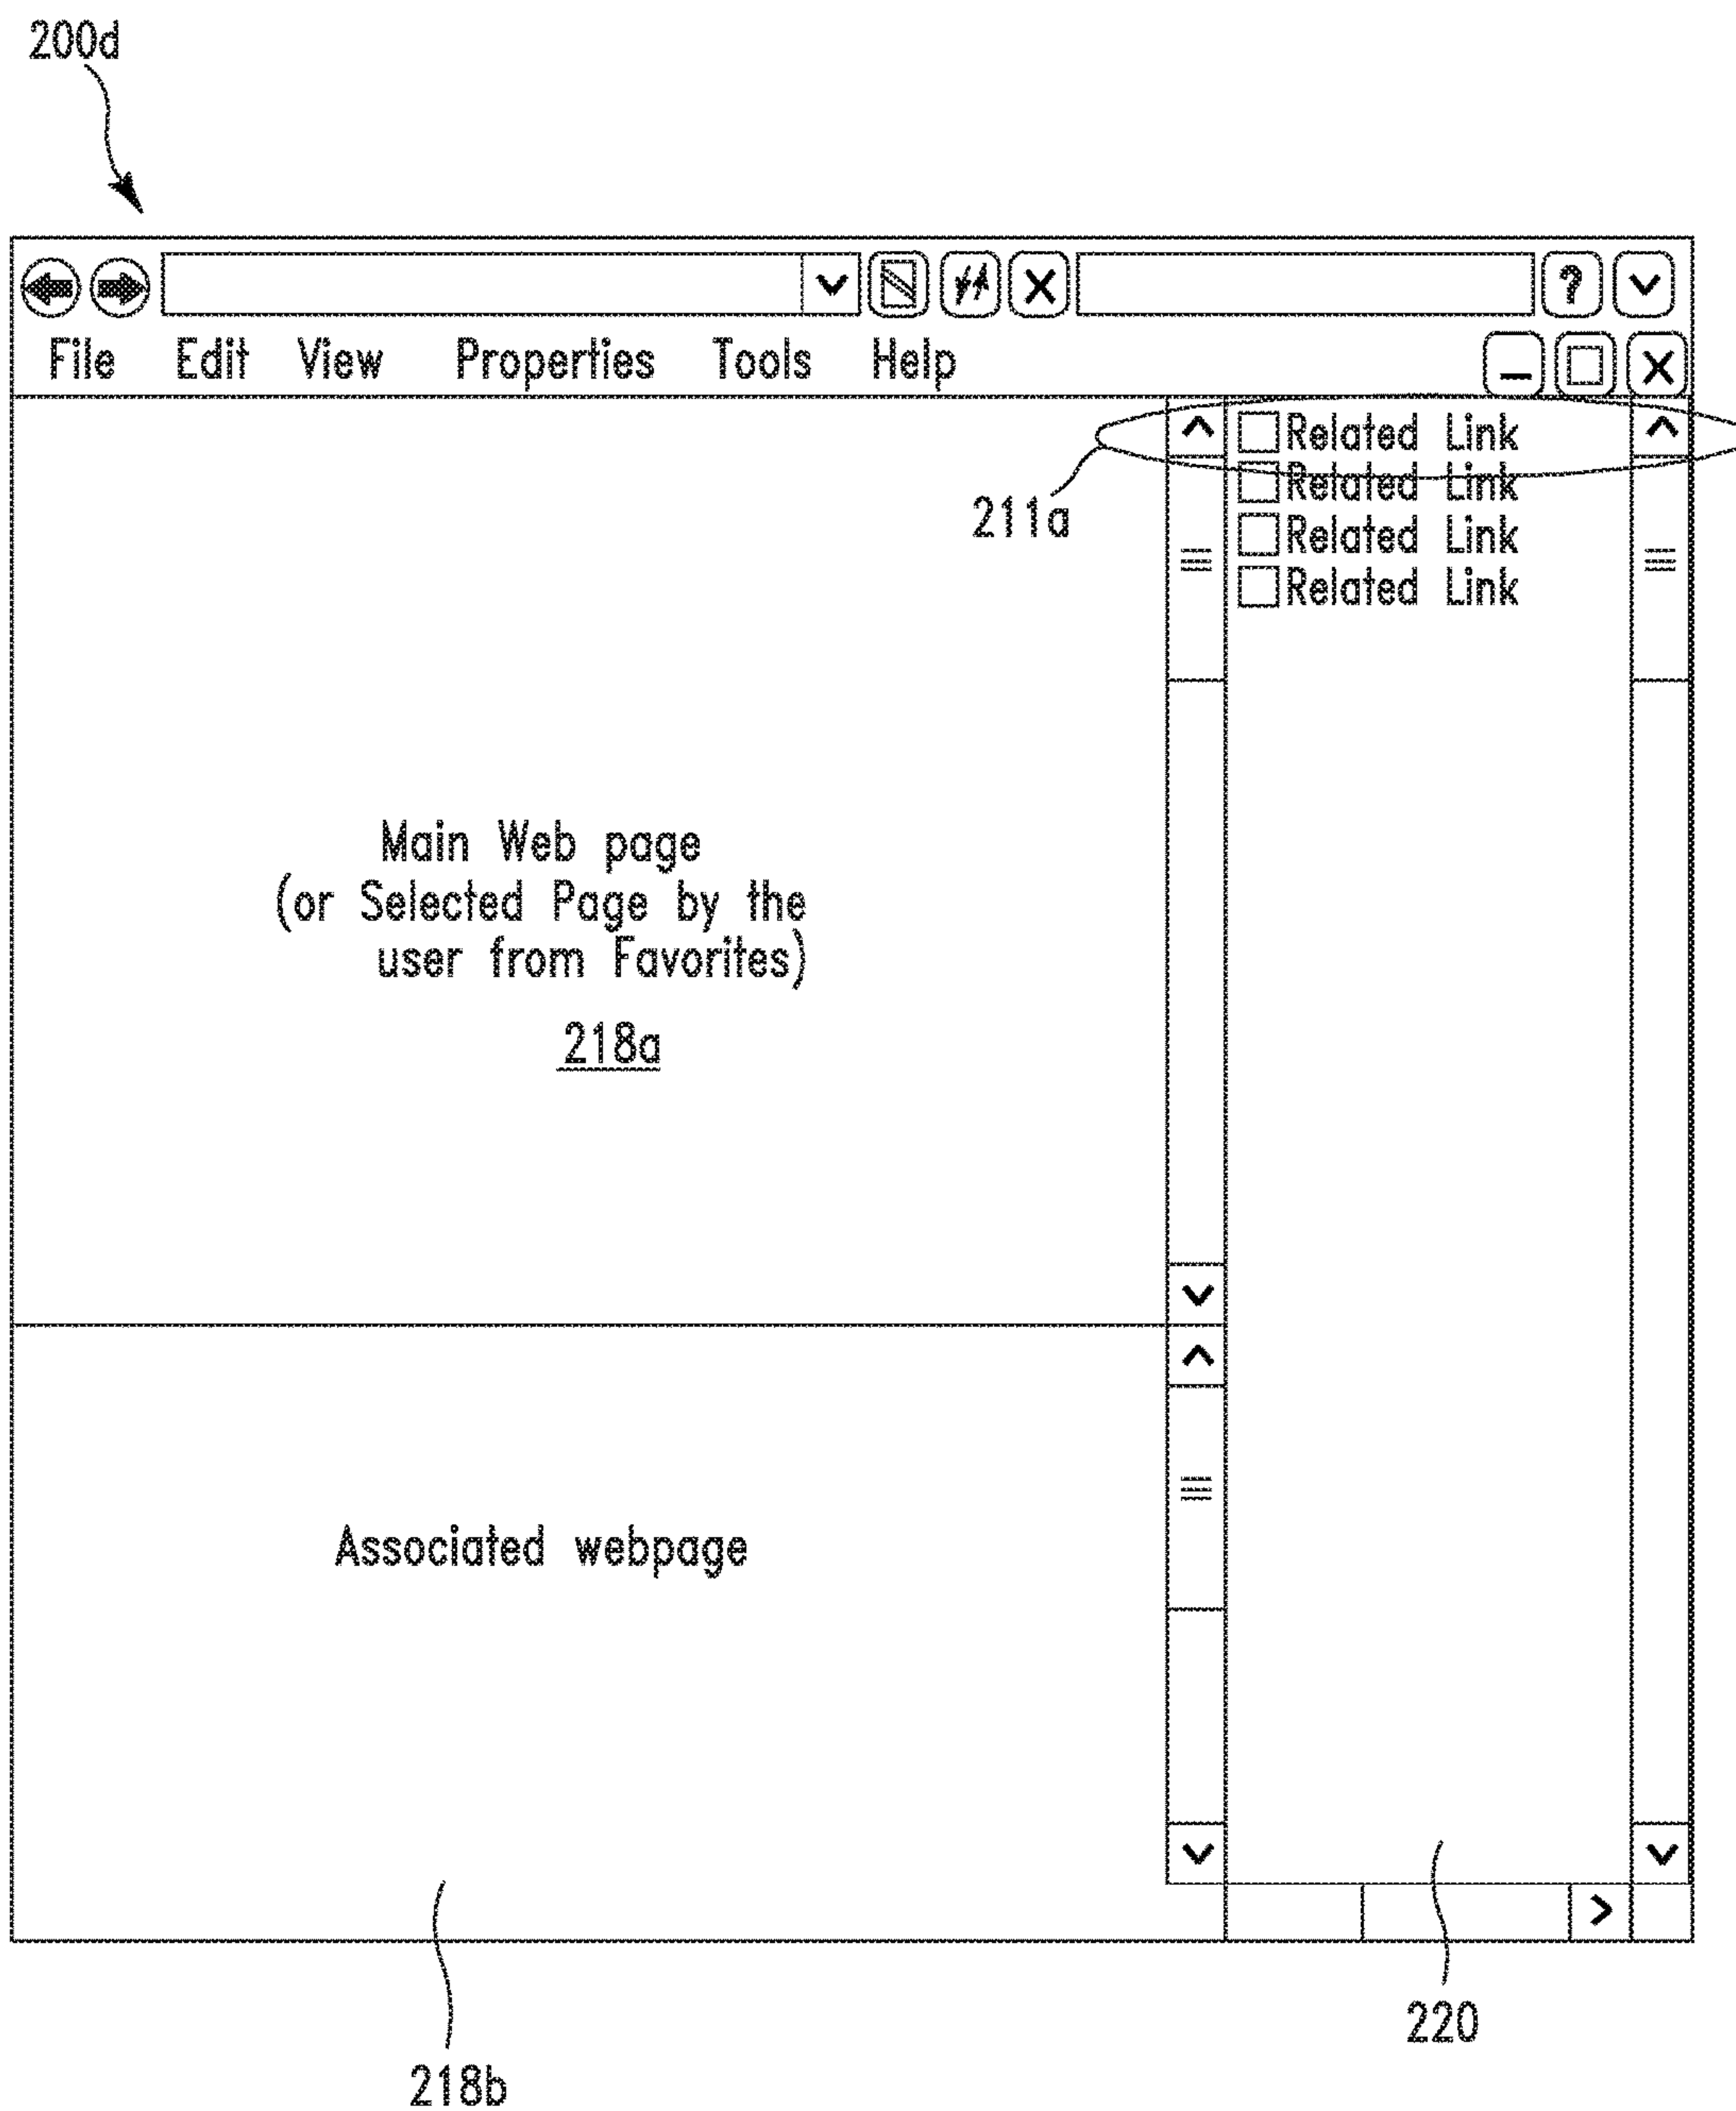 200d
?
File Edit View Properties Tools Help
Related Link
Related Link
211a
Related Link
Related Link
Main Web page
(or Selected Page by the
user from Favorites)
218a
Associated webpage
220
218b